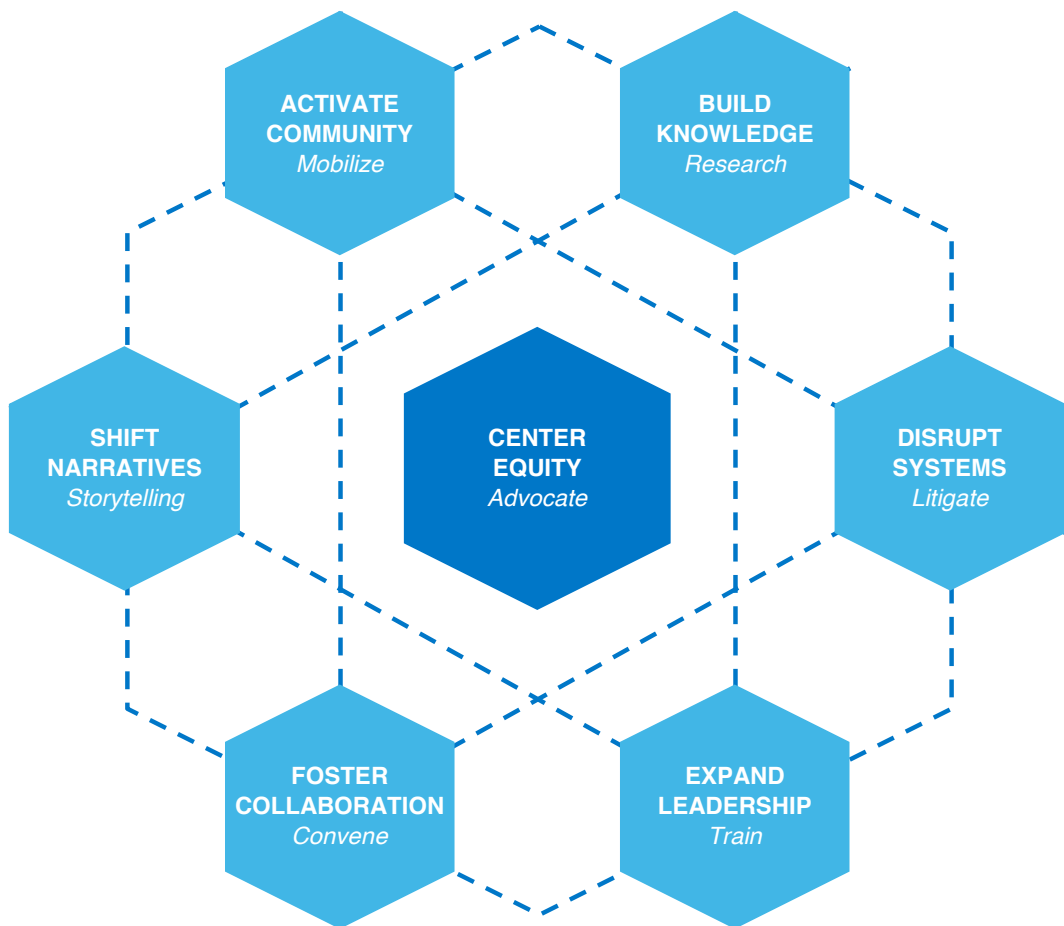 ACTIVATE
COMMUNITY
Mobilize
BUILD
KNOWLEDGE
Research
SHIFT
NARRATIVES
Storytelling
CENTER
EQUITY
Advocate
DISRUPT
SYSTEMS
Litigate
FOSTER
COLLABORATION
Convene
EXPAND
LEADERSHIP
Train